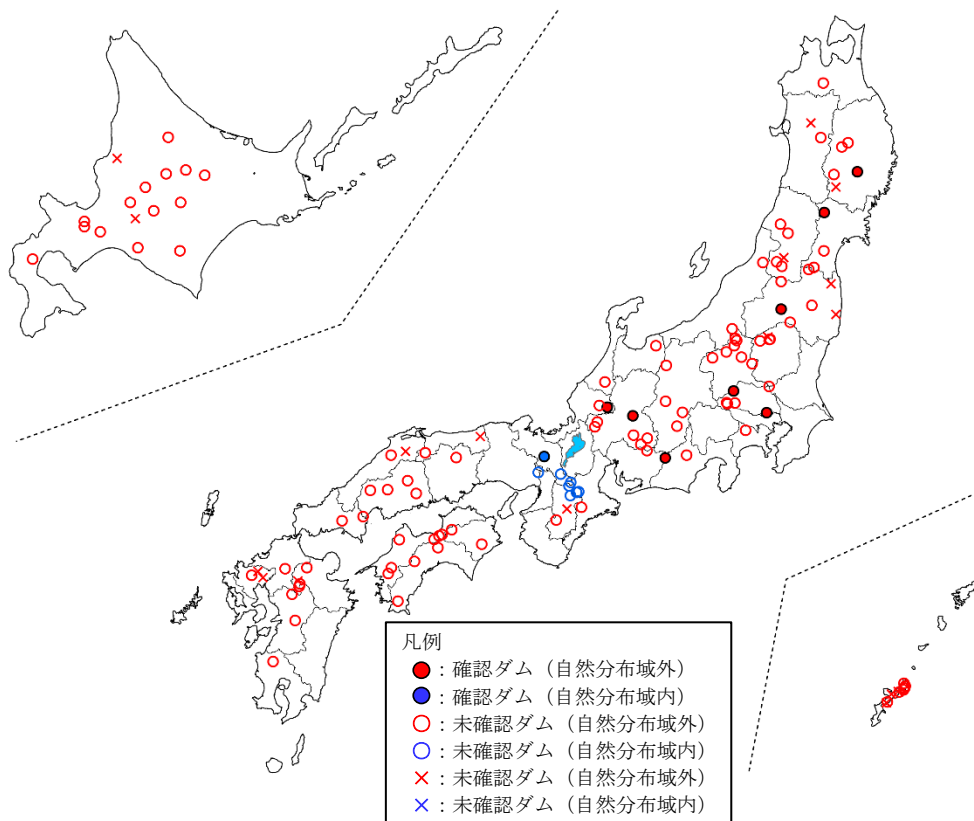 凡例
：確認ダム（自然分布域外）
：確認ダム（自然分布域内）
：未確認ダム（自然分布域外）
：未確認ダム（自然分布域内）
：未確認ダム（自然分布域外）
：未確認ダム（自然分布域内）